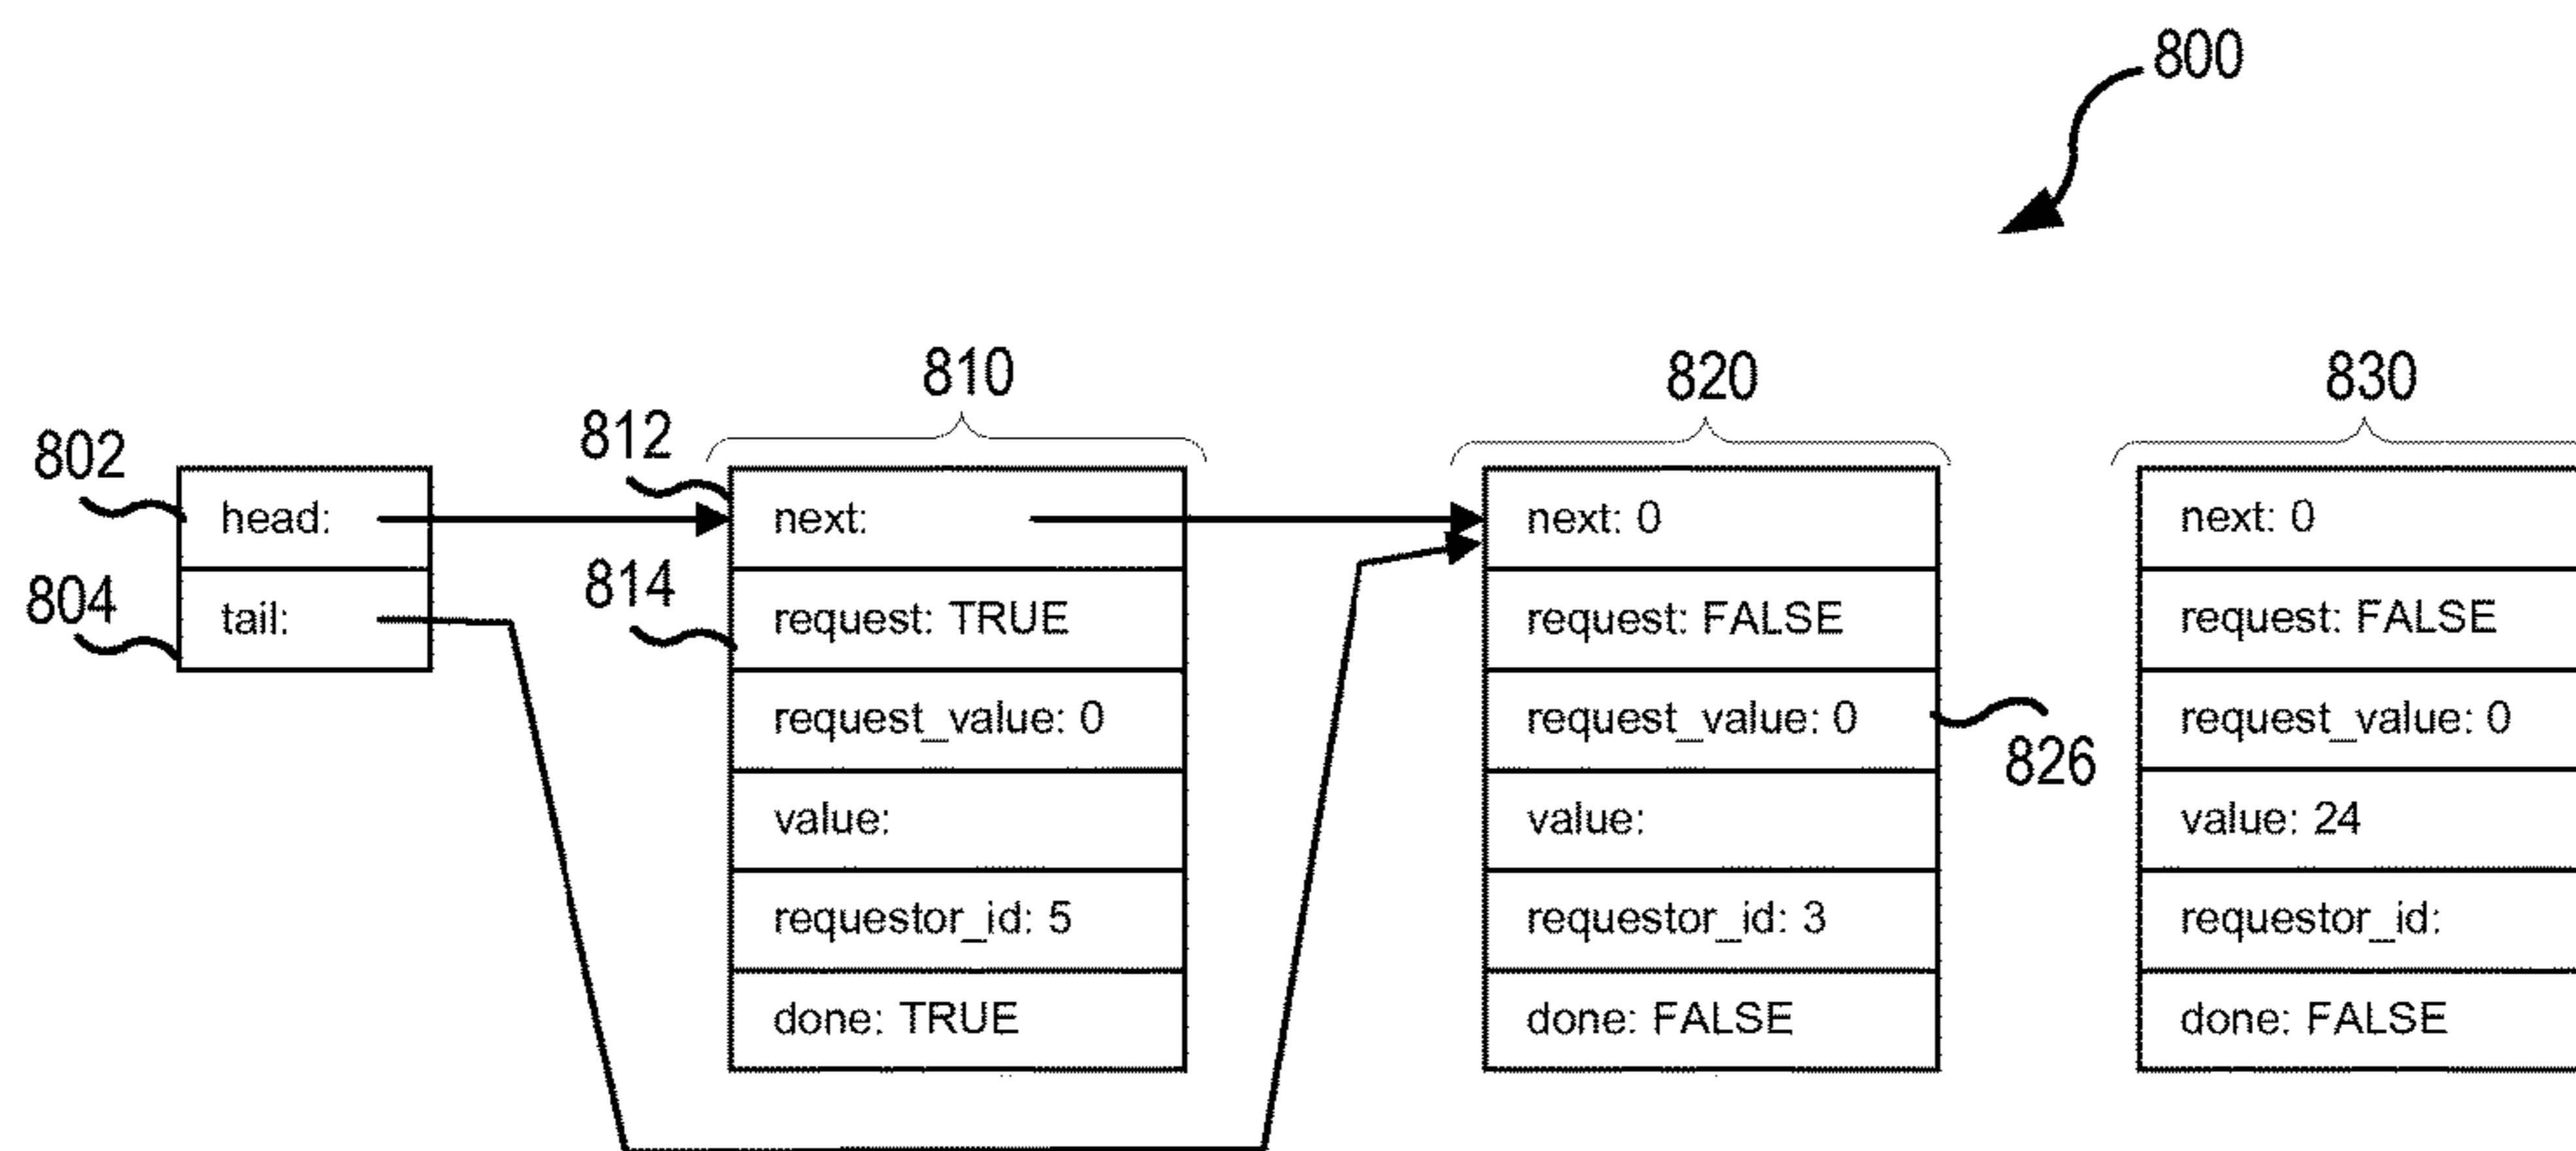 800
810
820
830
812
802
head:
804
tail:
814
next:
request: TRUE
request_value: 0
value:
requestor_id: 5
done: TRUE
next: 0
request: FALSE
request_value: 0
826
value:
requestor_id: 3
done: FALSE
next: 0
request: FALSE
request_value: 0
value: 24
requestor_id:
done: FALSE